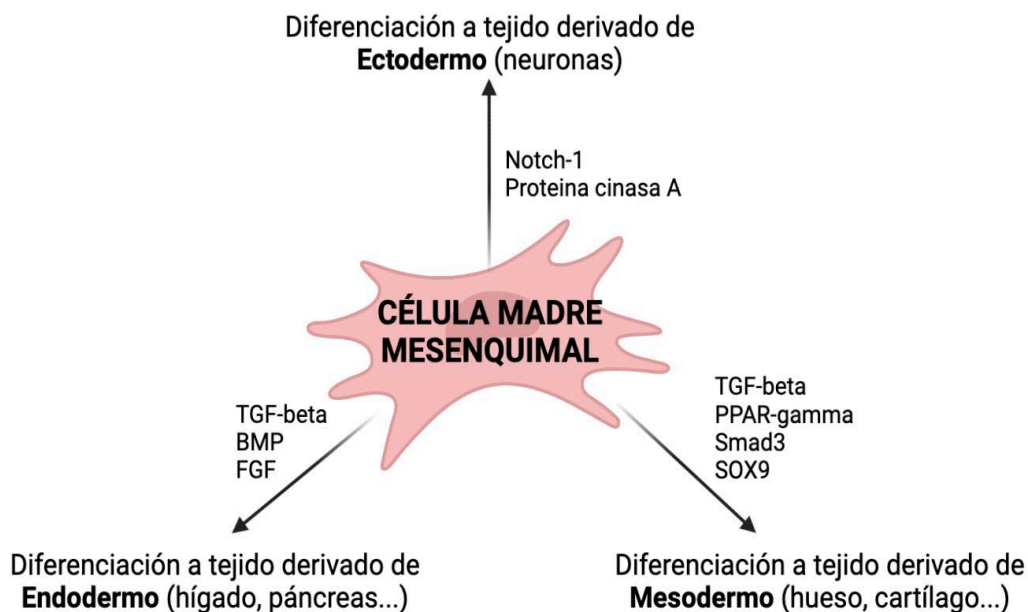 Diferenciación a tejido derivado de
Ectodermo (neuronas)
Notch-1
Proteina cinasa A
CÉLULA MADRE
MESENQUIMAL
TGF-beta
BMP
FGF
TGF-beta
PPAR-gamma
Smad3
SOX9
Diferenciación a tejido derivado de
Endodermo (hígado, páncreas...)
Diferenciación a tejido derivado de
Mesodermo (hueso, cartílago...)